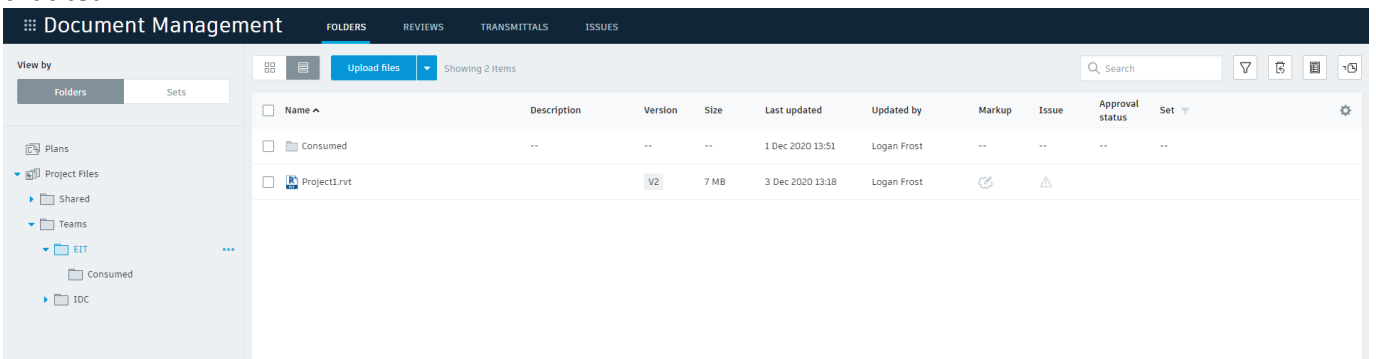 Document Management FOLDERS REVIEWS TRANSMITTALS ISSUES
View by
Folders Sets
Plans
Project Files
Shared
Teams
EIT
Consumed
IDC
Upload files Showing 2 items Search
Name Description Version Size Last updated Updated by Markup Issue Approval status Set
Consumed -- -- -- 1 Dec 2020 13:51 Logan Frost -- -- -- --
Project1.rvt V2 7 MB 3 Dec 2020 13:18 Logan Frost